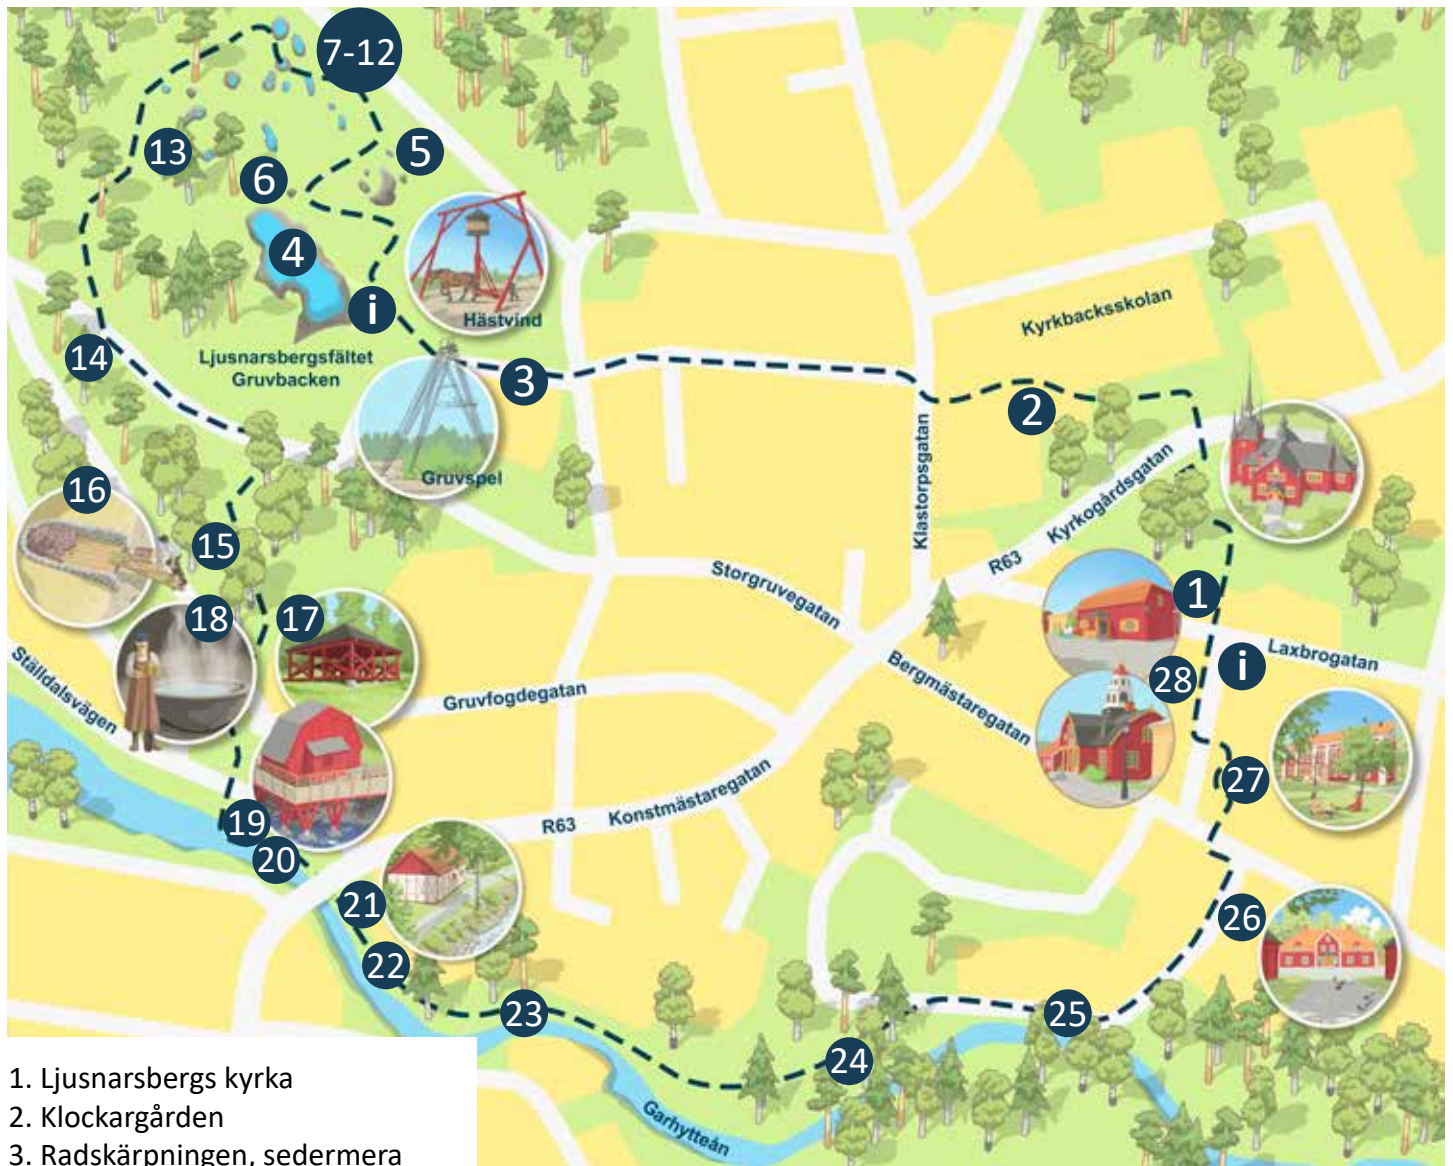 7-12
5
13
6
4
i
Hästvind
Kyrkbacksskolan
14
Ljusnarsbergsfältet
Gruvbacken
3
2
Gruvspel
Klastorpsgatan
Kyrkogårdsgatan
R63
16
15
Storgruvegatan
1
18
17
Laxbrogatan
i
28
Ställdalsvägen
Gruvfogdegatan
Bergmästaregatan
27
19
R63 Konstmästaregatan
20
21
26
22
23
25
24
Garhytteån
1. Ljusnarsbergs kyrka
2. Klockargården
3. Radskärpningen, sedermera